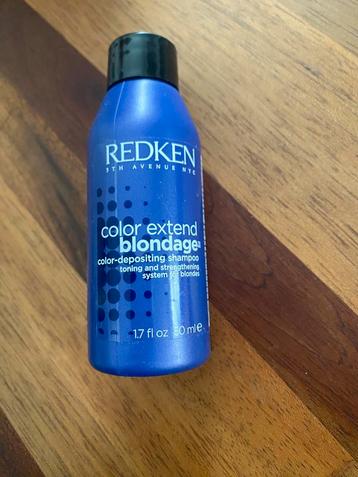 REDKEN
5TH AVENUE NYC
color extend
blondage
color-depositing shampoo
toning and strengthening
system for blondes
1.7 fl oz 50 ml e